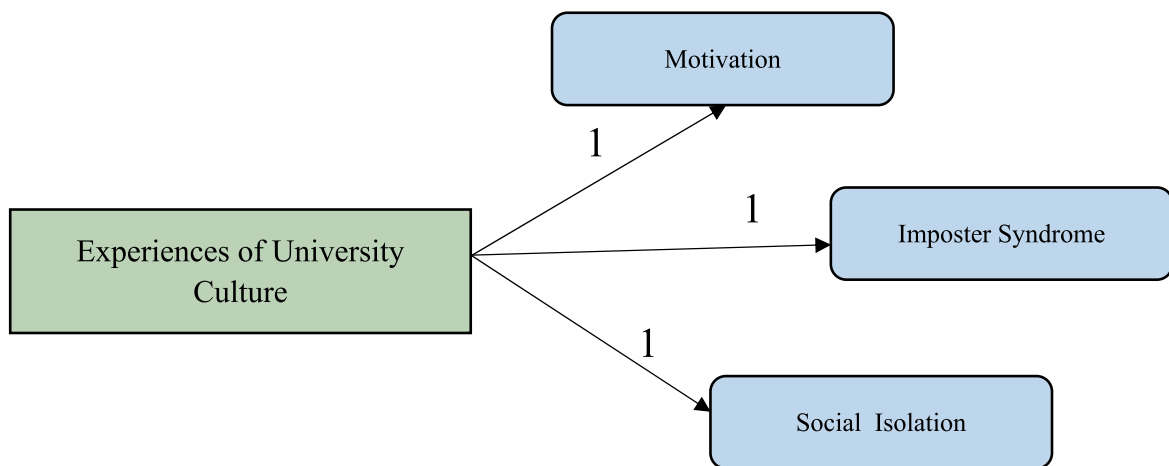 Motivation
1
1
Imposter Syndrome
Experiences of University
Culture
1
Social  Isolation